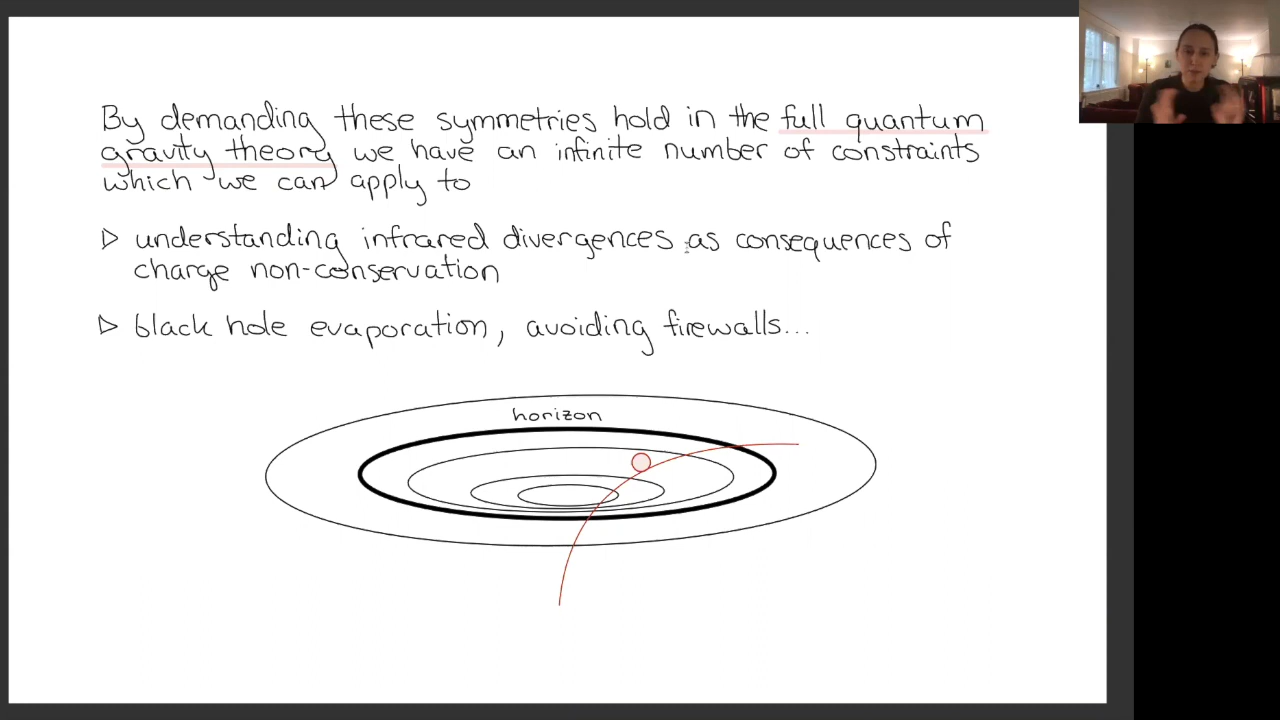 By demanding these symmetries hold in the full quantum
gravity theory we have an infinite number of constraints
which we can apply to
▷ understanding infrared divergences as consequences of
charge non-conservation
▷ black hole evaporation, avoiding firewalls...
horizon